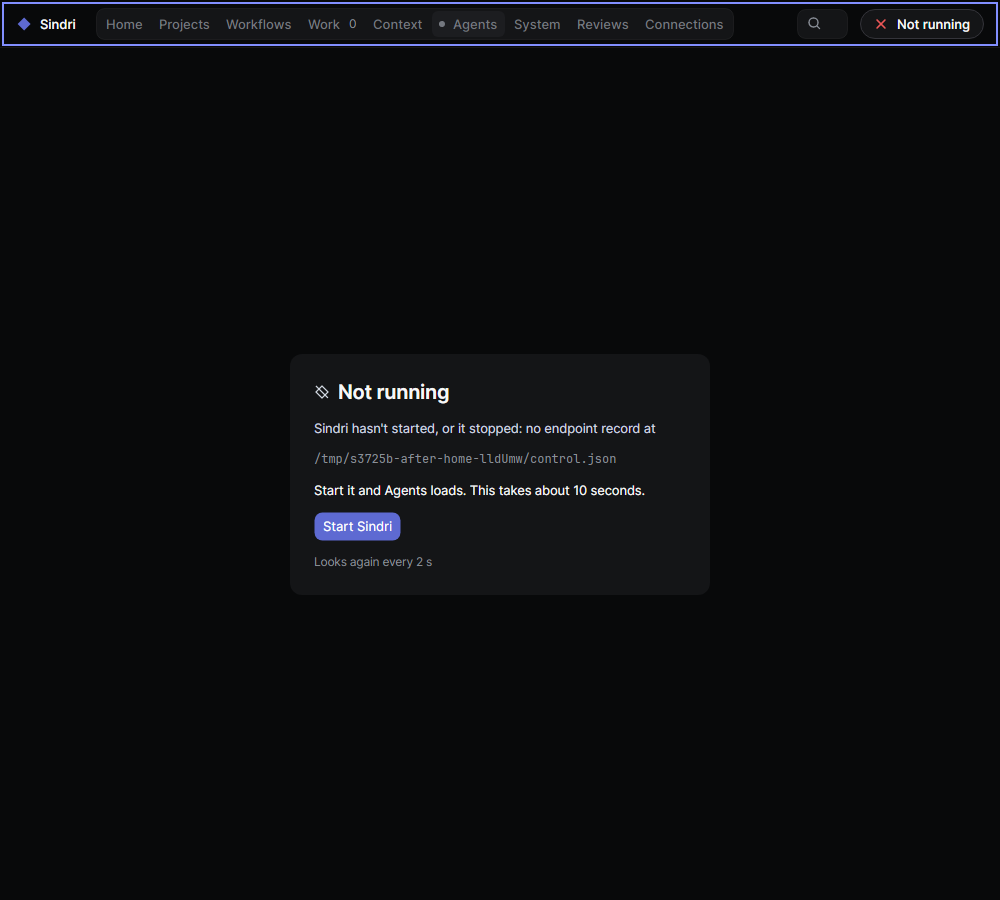 Sindri Home Projects Workflows Work 0 Context Agents System Reviews Connections Not running
Not running
Sindri hasn't started, or it stopped: no endpoint record at
/tmp/s3725b-after-home-lldUmw/control.json
Start it and Agents loads. This takes about 10 seconds.
Start Sindri
Looks again every 2 s